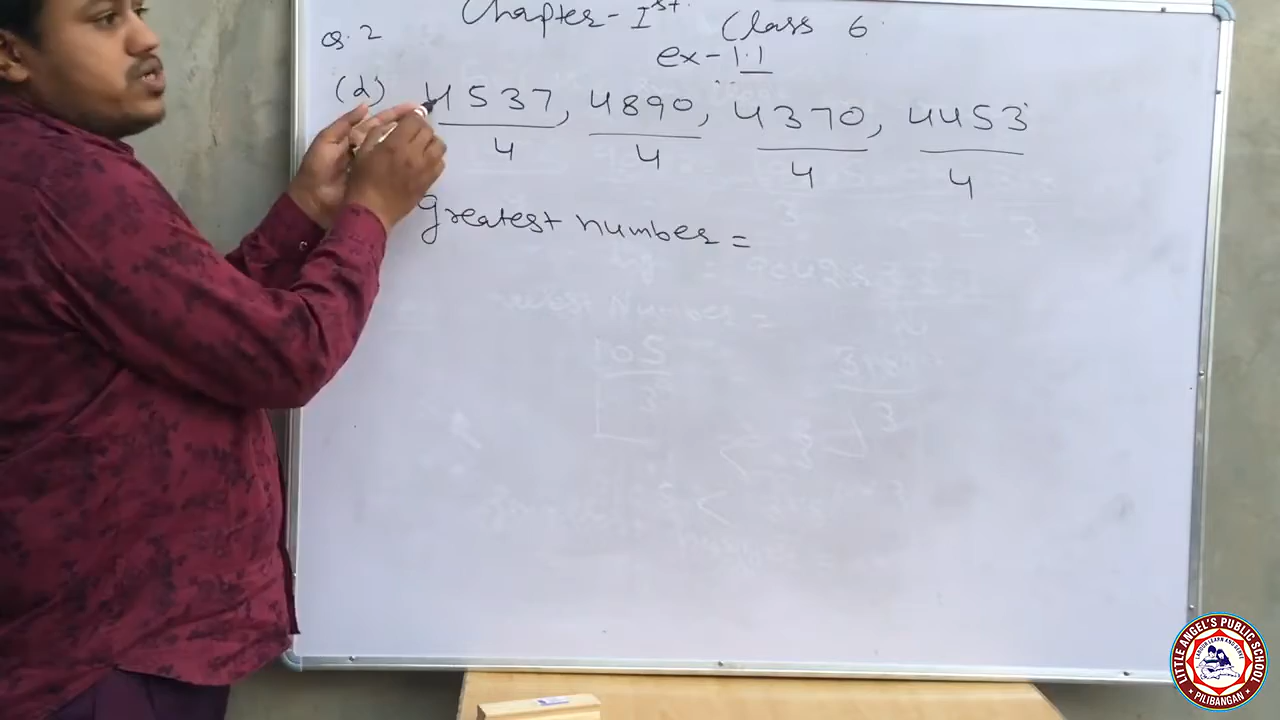 Chapter - Ist Class 6
Q. 2
ex - 1.1
(d) 4537, 4890, 4370, 4453
4 4 4 4
greatest number =
LITTLE ANGEL'S PUBLIC SCHOOL
PILIBANGAN